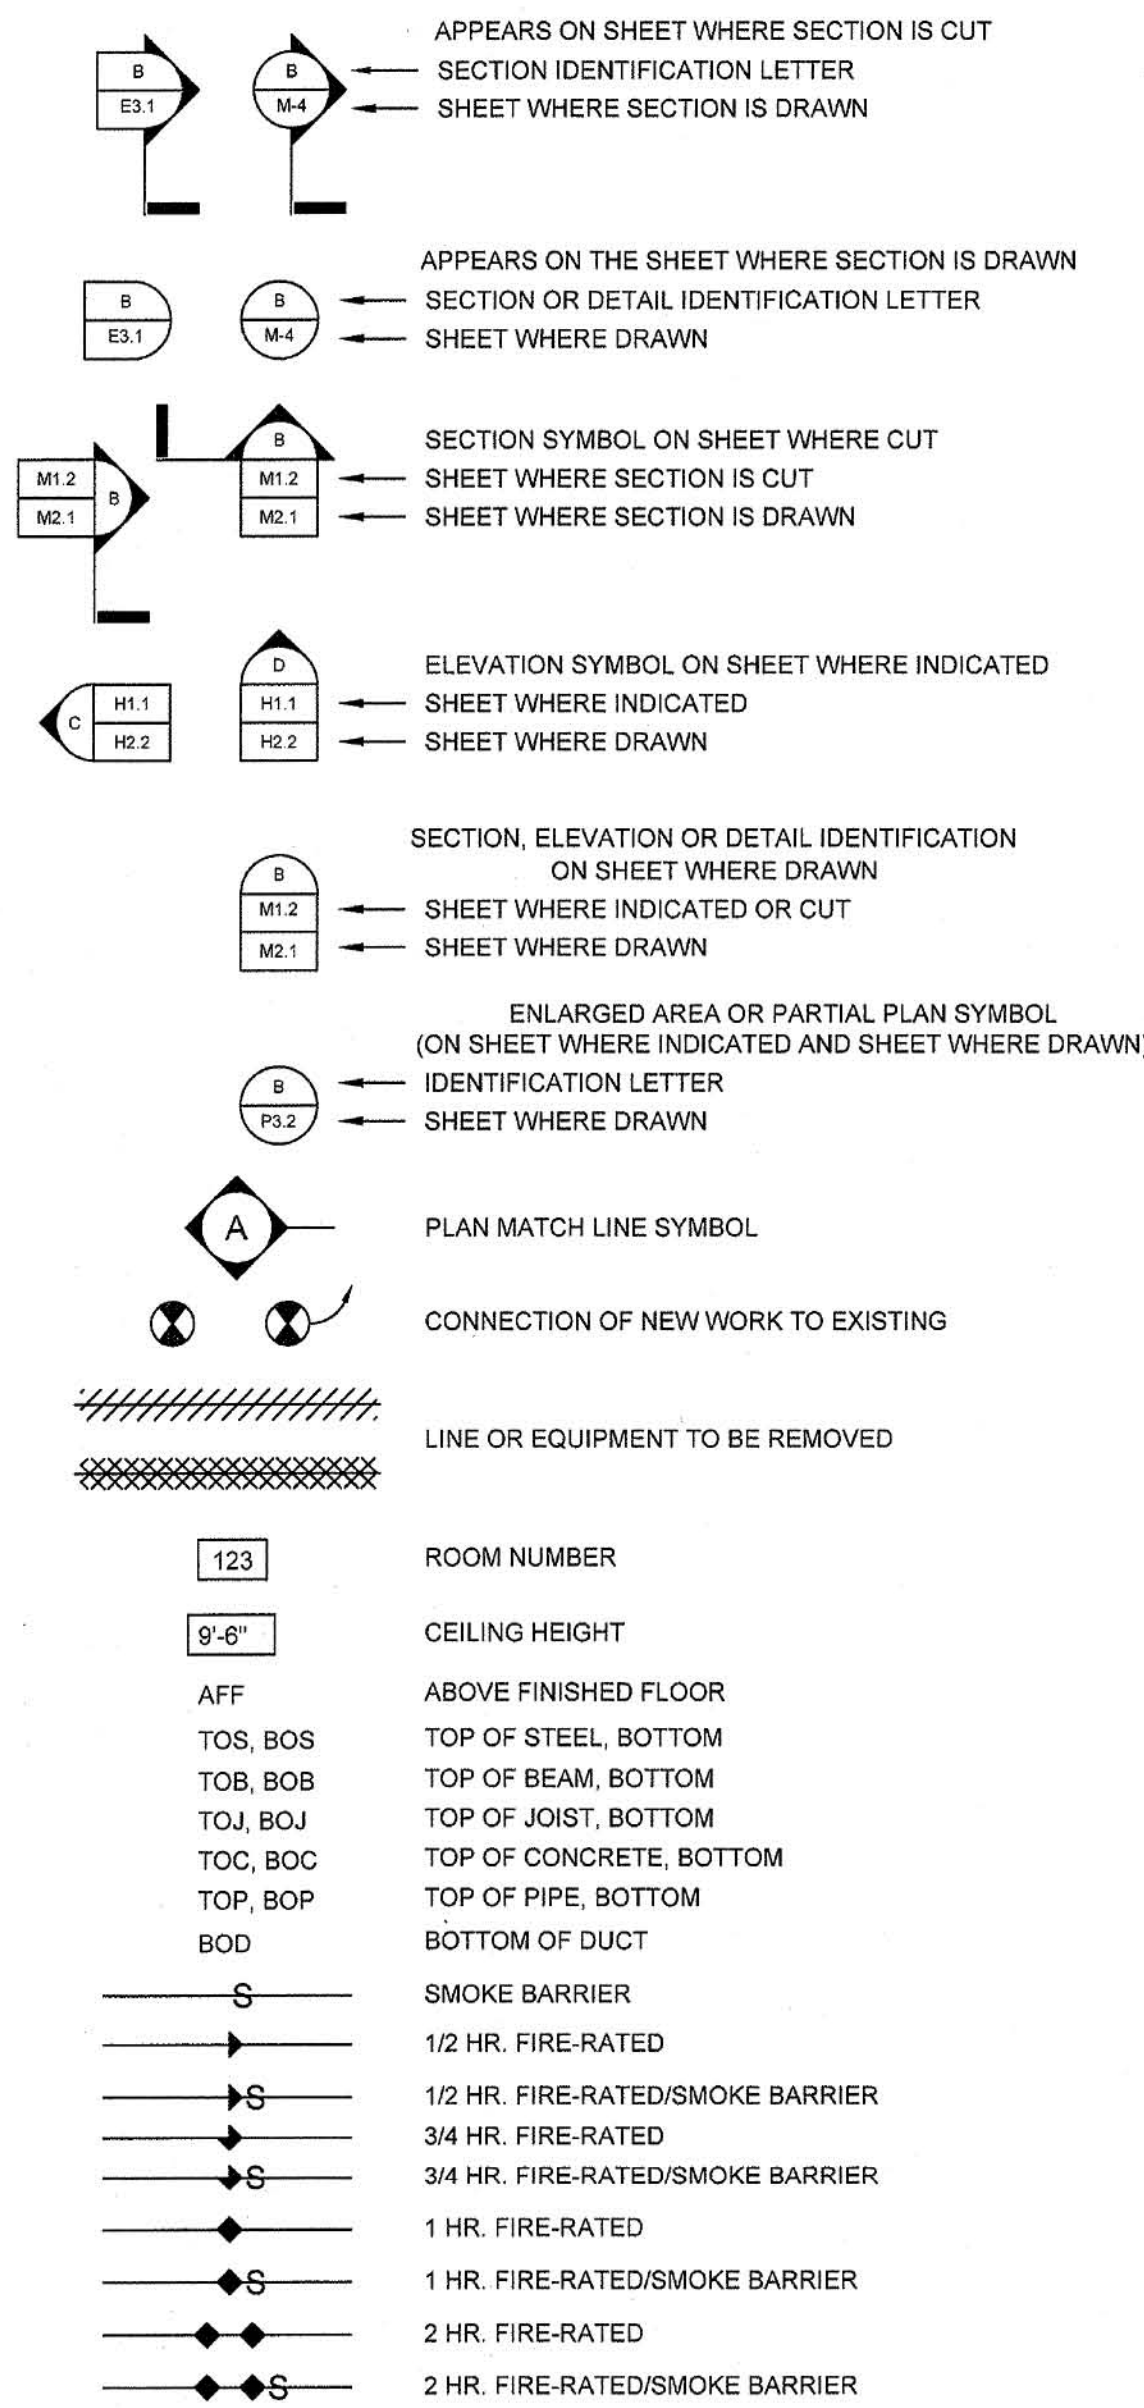 APPEARS ON SHEET WHERE SECTION IS CUT
B B SECTION IDENTIFICATION LETTER
E3.1 M-4 SHEET WHERE SECTION IS DRAWN
APPEARS ON THE SHEET WHERE SECTION IS DRAWN
B B SECTION OR DETAIL IDENTIFICATION LETTER
E3.1 M-4 SHEET WHERE DRAWN
B SECTION SYMBOL ON SHEET WHERE CUT
M1.2 M1.2 SHEET WHERE SECTION IS CUT
B
M2.1 M2.1 SHEET WHERE SECTION IS DRAWN
D ELEVATION SYMBOL ON SHEET WHERE INDICATED
H1.1 H1.1 SHEET WHERE INDICATED
C
H2.2 H2.2 SHEET WHERE DRAWN
SECTION, ELEVATION OR DETAIL IDENTIFICATION
B ON SHEET WHERE DRAWN
M1.2 SHEET WHERE INDICATED OR CUT
M2.1 SHEET WHERE DRAWN
ENLARGED AREA OR PARTIAL PLAN SYMBOL
(ON SHEET WHERE INDICATED AND SHEET WHERE DRAWN)
B IDENTIFICATION LETTER
P3.2 SHEET WHERE DRAWN
A PLAN MATCH LINE SYMBOL
CONNECTION OF NEW WORK TO EXISTING
LINE OR EQUIPMENT TO BE REMOVED
123 ROOM NUMBER
9'-6" CEILING HEIGHT
AFF ABOVE FINISHED FLOOR
TOS, BOS TOP OF STEEL, BOTTOM
TOB, BOB TOP OF BEAM, BOTTOM
TOJ, BOJ TOP OF JOIST, BOTTOM
TOC, BOC TOP OF CONCRETE, BOTTOM
TOP, BOP TOP OF PIPE, BOTTOM
BOD BOTTOM OF DUCT
S SMOKE BARRIER
1/2 HR. FIRE-RATED
S 1/2 HR. FIRE-RATED/SMOKE BARRIER
3/4 HR. FIRE-RATED
S 3/4 HR. FIRE-RATED/SMOKE BARRIER
1 HR. FIRE-RATED
S 1 HR. FIRE-RATED/SMOKE BARRIER
2 HR. FIRE-RATED
S 2 HR. FIRE-RATED/SMOKE BARRIER